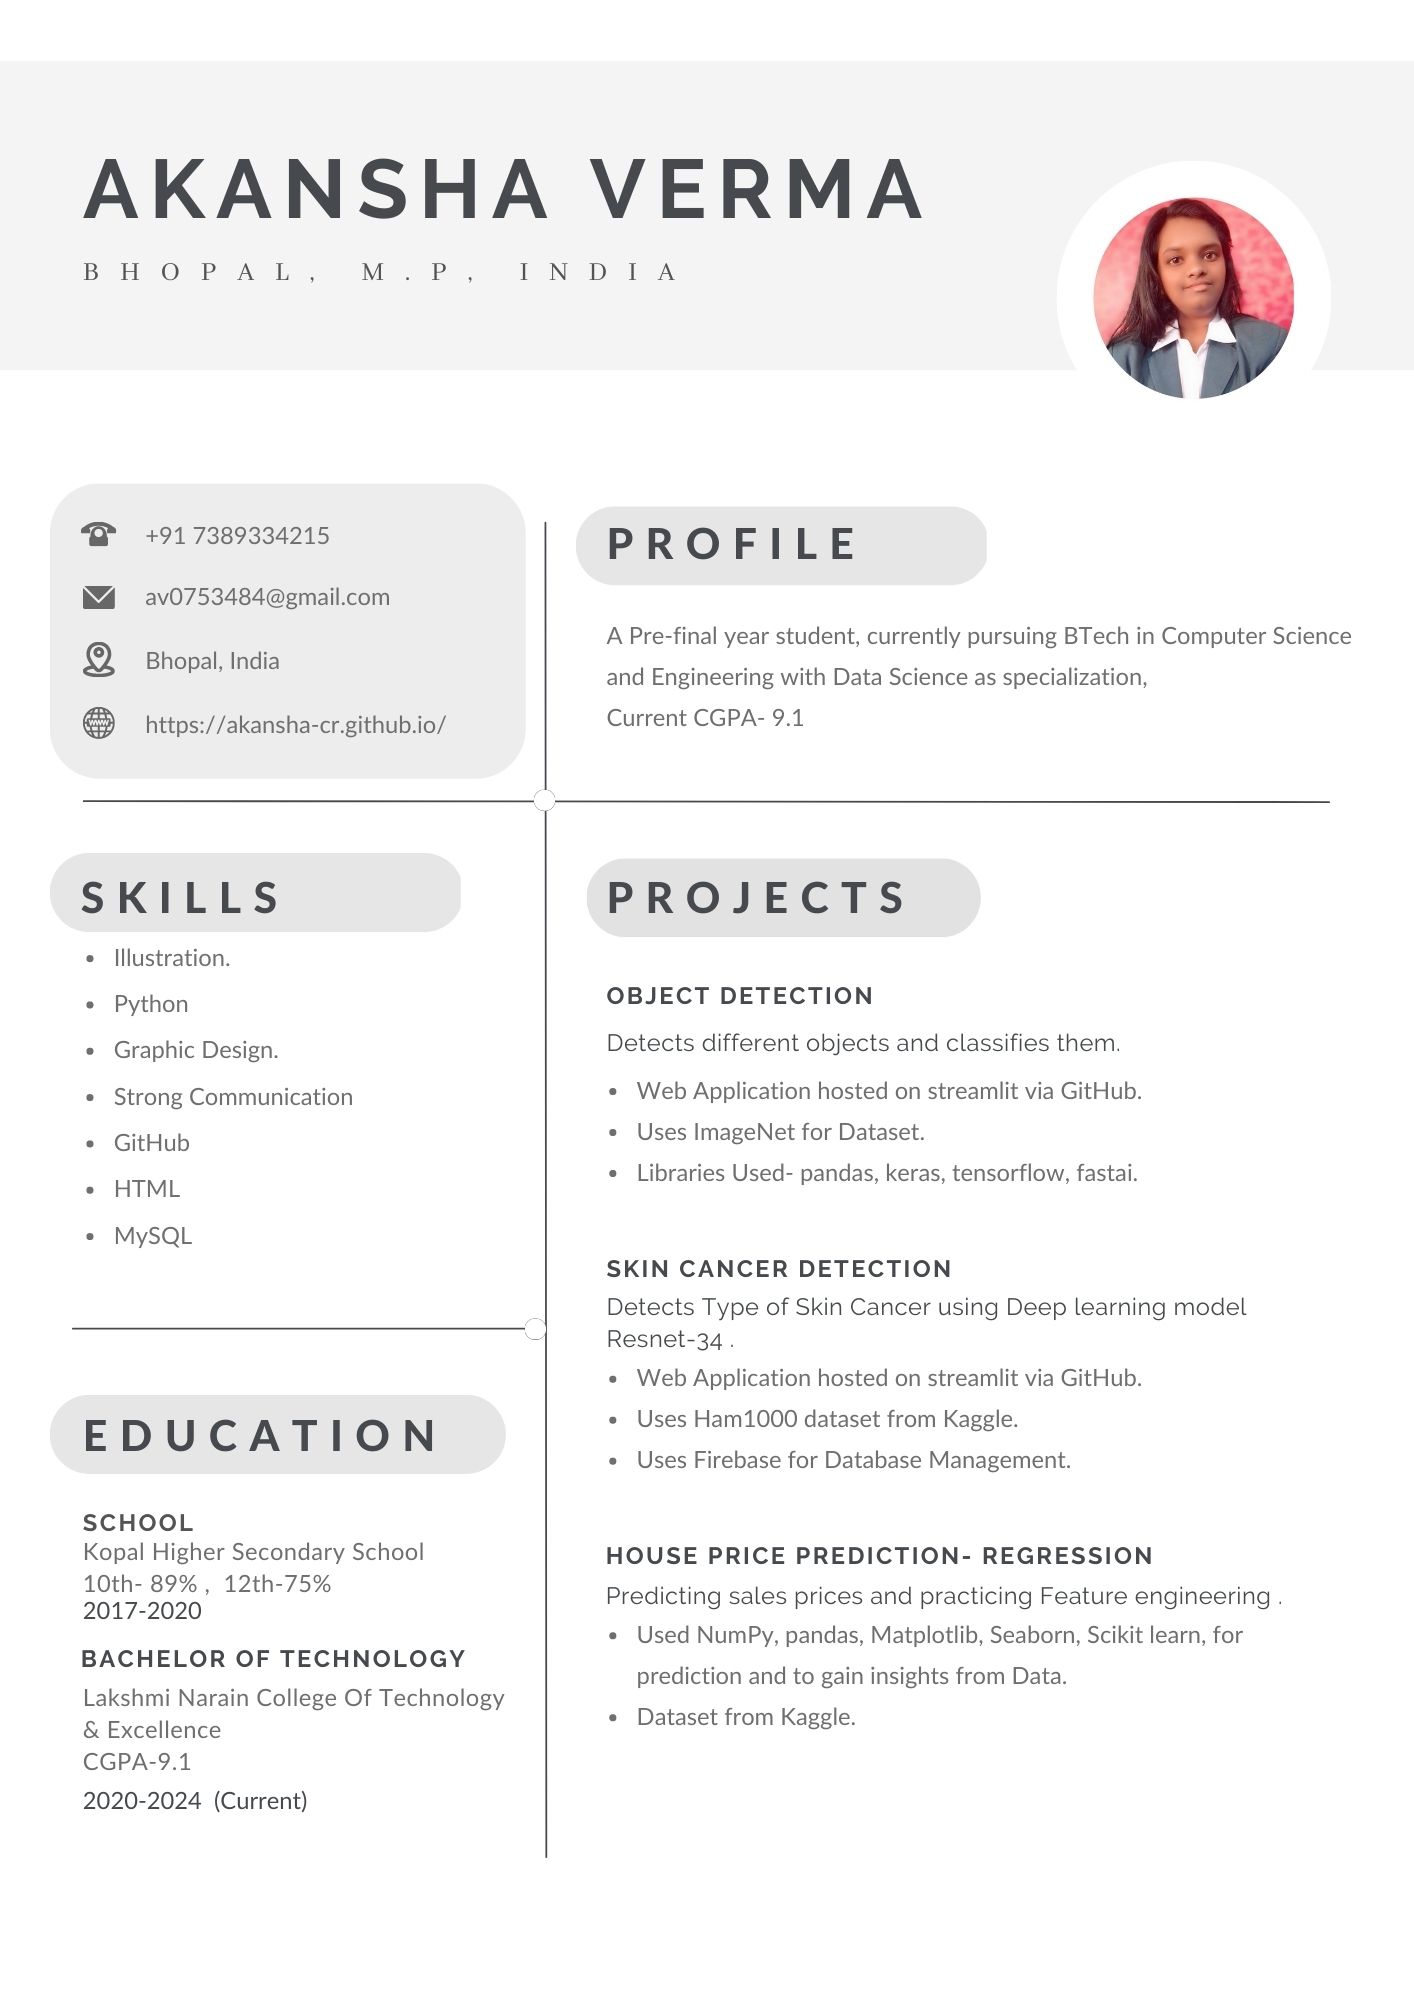 AKANSHA VERMA
BHOPAL, M.P, INDIA
+91 7389334215
av0753484@gmail.com
Bhopal, India
https://akansha-cr.github.io/
PROFILE
A Pre-final year student, currently pursuing BTech in Computer Science
and Engineering with Data Science as specialization,
Current CGPA- 9.1
SKILLS
• Illustration.
• Python
• Graphic Design.
• Strong Communication
• GitHub
• HTML
• MySQL
EDUCATION
SCHOOL
Kopal Higher Secondary School
10th- 89% ,  12th-75%
2017-2020
BACHELOR OF TECHNOLOGY
Lakshmi Narain College Of Technology
& Excellence
CGPA-9.1
2020-2024  (Current)
PROJECTS
OBJECT DETECTION
Detects different objects and classifies them.
• Web Application hosted on streamlit via GitHub.
• Uses ImageNet for Dataset.
• Libraries Used- pandas, keras, tensorflow, fastai.
SKIN CANCER DETECTION
Detects Type of Skin Cancer using Deep learning model
Resnet-34 .
• Web Application hosted on streamlit via GitHub.
• Uses Ham1000 dataset from Kaggle.
• Uses Firebase for Database Management.
HOUSE PRICE PREDICTION- REGRESSION
Predicting sales prices and practicing Feature engineering .
• Used NumPy, pandas, Matplotlib, Seaborn, Scikit learn, for
prediction and to gain insights from Data.
• Dataset from Kaggle.